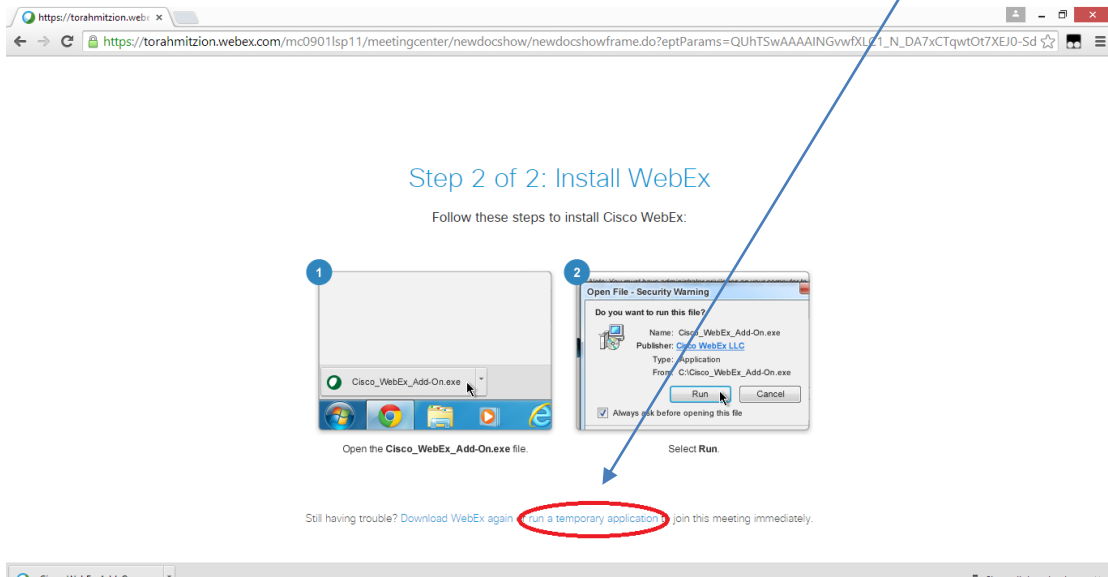 https://torahmitzion.webe
https://torahmitzion.webex.com/mc0901lsp11/meetingcenter/newdocshow/newdocshowframe.do?eptParams=QUhTSwAAAAINGvwfXLC1_N_DA7xCTqwtOt7XEJ0-Sd
Step 2 of 2: Install WebEx
Follow these steps to install Cisco WebEx:
1
Cisco_WebEx_Add-On.exe
Open the Cisco_WebEx_Add-On.exe file.
2
Open File - Security Warning
Do you want to run this file?
Name: Cisco_WebEx_Add-On.exe
Publisher: Cisco WebEx LLC
Type: Application
From: C:\Cisco_WebEx_Add-On.exe
Run Cancel
Always ask before opening this file
Select Run.
Still having trouble? Download WebEx again or run a temporary application to join this meeting immediately.